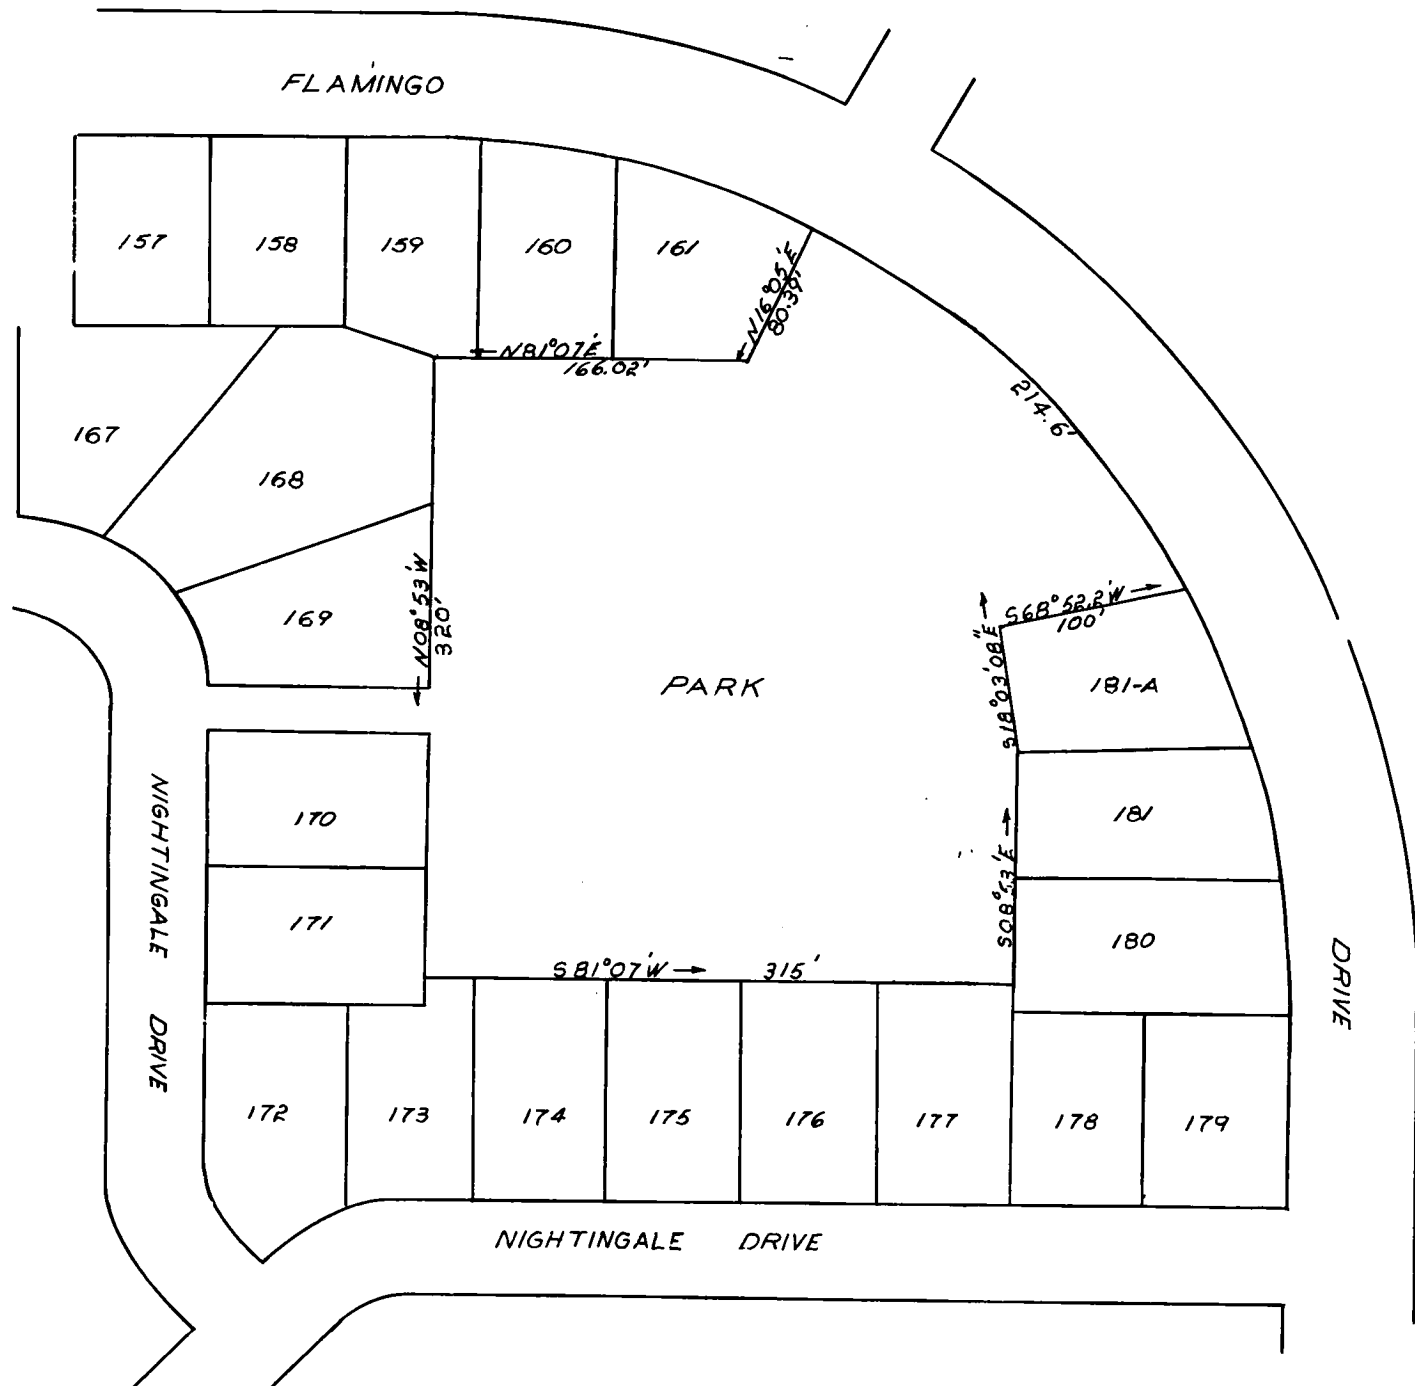 FLAMINGO
157
158
159
160
161
N16°05'E
80.39'
N81°07'E
166.02'
214.6'
167
168
169
N08°53'W
320'
S68°52.2'W
100'
S18°03'08"E
181-A
PARK
NIGHTINGALE DRIVE
170
171
181
S08°53'E
180
DRIVE
S81°07'W 315'
172
173
174
175
176
177
178
179
NIGHTINGALE DRIVE